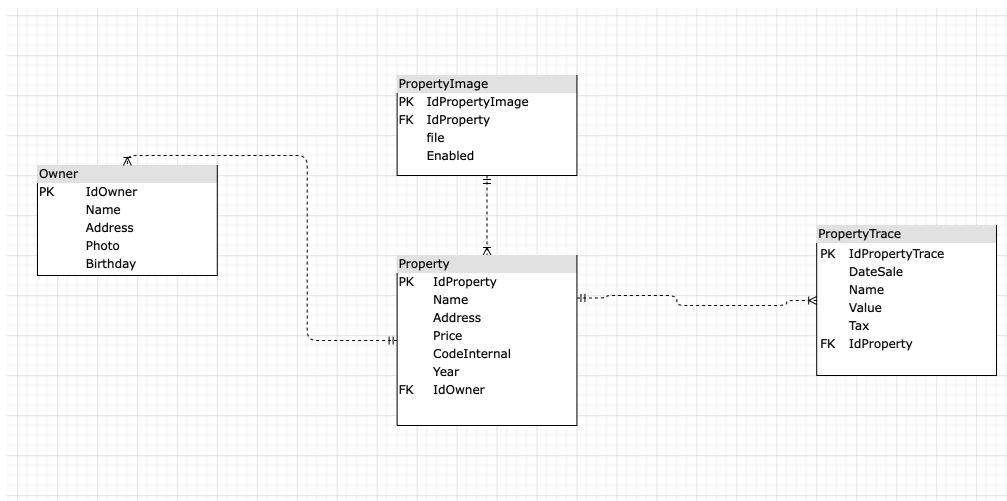 PropertyImage
PK IdPropertyImage
FK IdProperty
file
Enabled
Owner
PK IdOwner
Name
Address
Photo
Birthday
Property
PK IdProperty
Name
Address
Price
CodeInternal
Year
FK IdOwner
PropertyTrace
PK IdPropertyTrace
DateSale
Name
Value
Tax
FK IdProperty